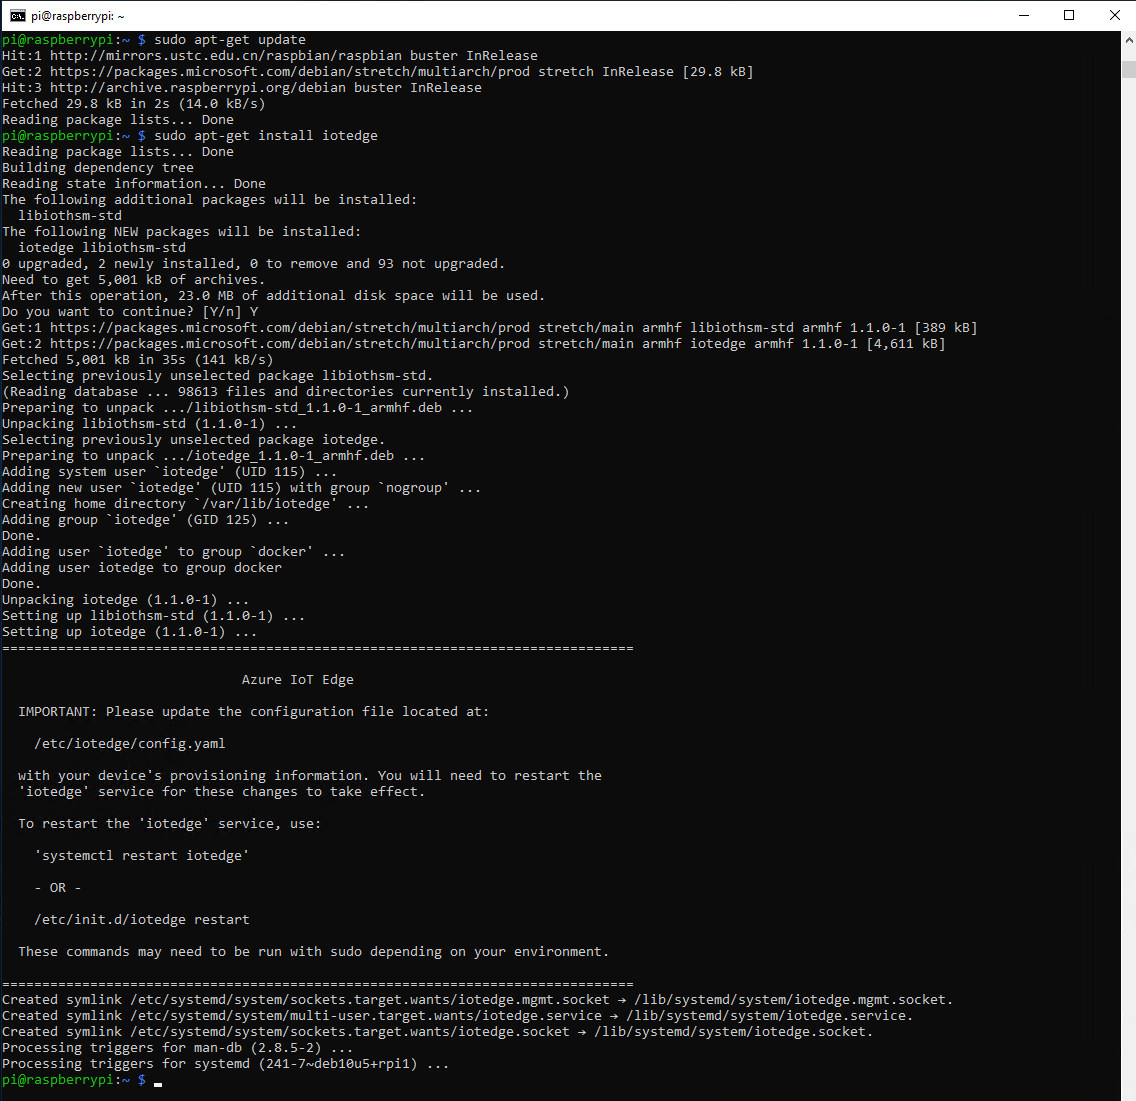 pi@raspberrypi: ~
pi@raspberrypi:~ $ sudo apt-get update
Hit:1 http://mirrors.ustc.edu.cn/raspbian/raspbian buster InRelease
Get:2 https://packages.microsoft.com/debian/stretch/multiarch/prod stretch InRelease [29.8 kB]
Hit:3 http://archive.raspberrypi.org/debian buster InRelease
Fetched 29.8 kB in 2s (14.0 kB/s)
Reading package lists... Done
pi@raspberrypi:~ $ sudo apt-get install iotedge
Reading package lists... Done
Building dependency tree
Reading state information... Done
The following additional packages will be installed:
  libiothsm-std
The following NEW packages will be installed:
  iotedge libiothsm-std
0 upgraded, 2 newly installed, 0 to remove and 93 not upgraded.
Need to get 5,001 kB of archives.
After this operation, 23.0 MB of additional disk space will be used.
Do you want to continue? [Y/n] Y
Get:1 https://packages.microsoft.com/debian/stretch/multiarch/prod stretch/main armhf libiothsm-std armhf 1.1.0-1 [389 kB]
Get:2 https://packages.microsoft.com/debian/stretch/multiarch/prod stretch/main armhf iotedge armhf 1.1.0-1 [4,611 kB]
Fetched 5,001 kB in 35s (141 kB/s)
Selecting previously unselected package libiothsm-std.
(Reading database ... 98613 files and directories currently installed.)
Preparing to unpack .../libiothsm-std_1.1.0-1_armhf.deb ...
Unpacking libiothsm-std (1.1.0-1) ...
Selecting previously unselected package iotedge.
Preparing to unpack .../iotedge_1.1.0-1_armhf.deb ...
Adding system user `iotedge' (UID 115) ...
Adding new user `iotedge' (UID 115) with group `nogroup' ...
Creating home directory `/var/lib/iotedge' ...
Adding group `iotedge' (GID 125) ...
Done.
Adding user `iotedge' to group `docker' ...
Adding user iotedge to group docker
Done.
Unpacking iotedge (1.1.0-1) ...
Setting up libiothsm-std (1.1.0-1) ...
Setting up iotedge (1.1.0-1) ...
===============================================================================
                              Azure IoT Edge
  IMPORTANT: Please update the configuration file located at:
    /etc/iotedge/config.yaml
  with your device's provisioning information. You will need to restart the
  'iotedge' service for these changes to take effect.
  To restart the 'iotedge' service, use:
    'systemctl restart iotedge'
    - OR -
    /etc/init.d/iotedge restart
  These commands may need to be run with sudo depending on your environment.
===============================================================================
Created symlink /etc/systemd/system/sockets.target.wants/iotedge.mgmt.socket → /lib/systemd/system/iotedge.mgmt.socket.
Created symlink /etc/systemd/system/multi-user.target.wants/iotedge.service → /lib/systemd/system/iotedge.service.
Created symlink /etc/systemd/system/sockets.target.wants/iotedge.socket → /lib/systemd/system/iotedge.socket.
Processing triggers for man-db (2.8.5-2) ...
Processing triggers for systemd (241-7~deb10u5+rpi1) ...
pi@raspberrypi:~ $